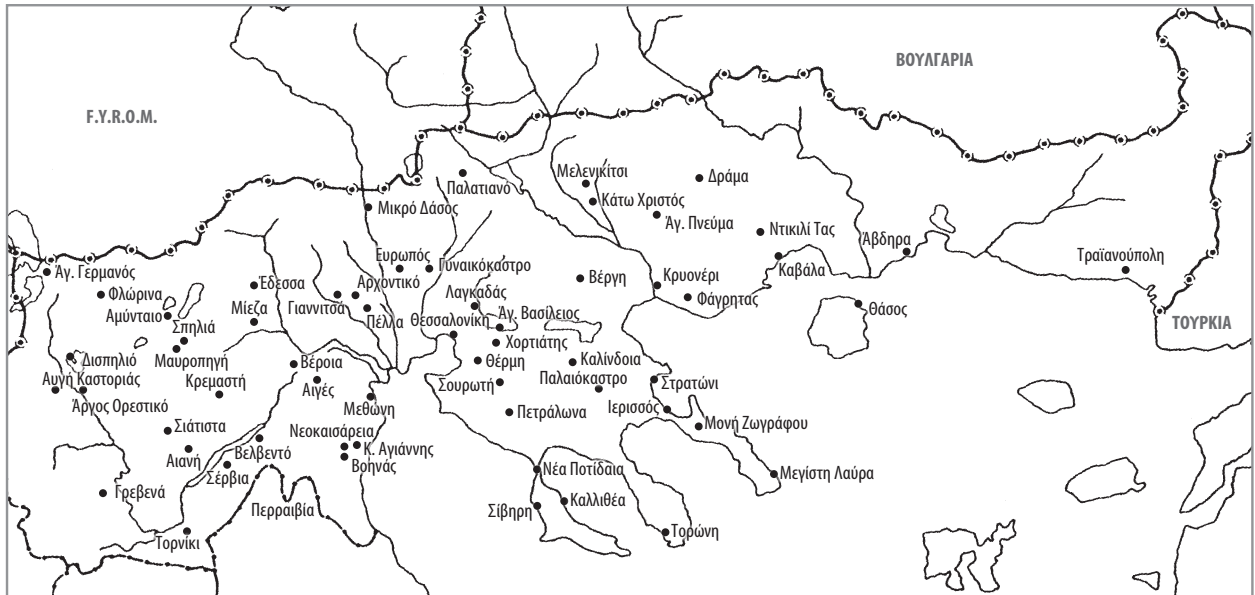 ΒΟΥΛΓΑΡΙΑ
F.Y.R.O.M.
Παλατιανό
Μελενικίτσι
Δράμα
Μικρό Δάσος
Κάτω Χριστός
Άγ. Πνεύμα
Ντικιλί Τας
Άβδηρα
Τραϊανούπολη
Άγ. Γερμανός
Φλώρινα
Έδεσσα
Ευρωπός
Γυναικόκαστρο
Αρχοντικό
Γιαννιτσά
Βέργη
Κρυονέρι
Καβάλα
Φάγρητας
Θάσος
ΤΟΥΡΚΙΑ
Αμύνταιο
Μίεζα
Πέλλα
Λαγκαδάς
Άγ. Βασίλειος
Θεσσαλονίκη
Σπηλιά
Μαυροπηγή
Χορτιάτης
Δισπηλιό
Βέροια
Θέρμη
Καλίνδοια
Αυγή Καστοριάς
Κρεμαστή
Αιγές
Σουρωτή
Παλαιόκαστρο
Στρατώνι
Άργος Ορεστικό
Μεθώνη
Πετράλωνα
Ιερισσός
Μονή Ζωγράφου
Σιάτιστα
Νεοκαισάρεια
Κ. Αγιάννης
Αιανή
Βελβεντό
Βοηνάς
Σέρβια
Νέα Ποτίδαια
Μεγίστη Λαύρα
Γρεβενά
Περραιβία
Σίβηρη
Καλλιθέα
Τορνίκι
Τορώνη